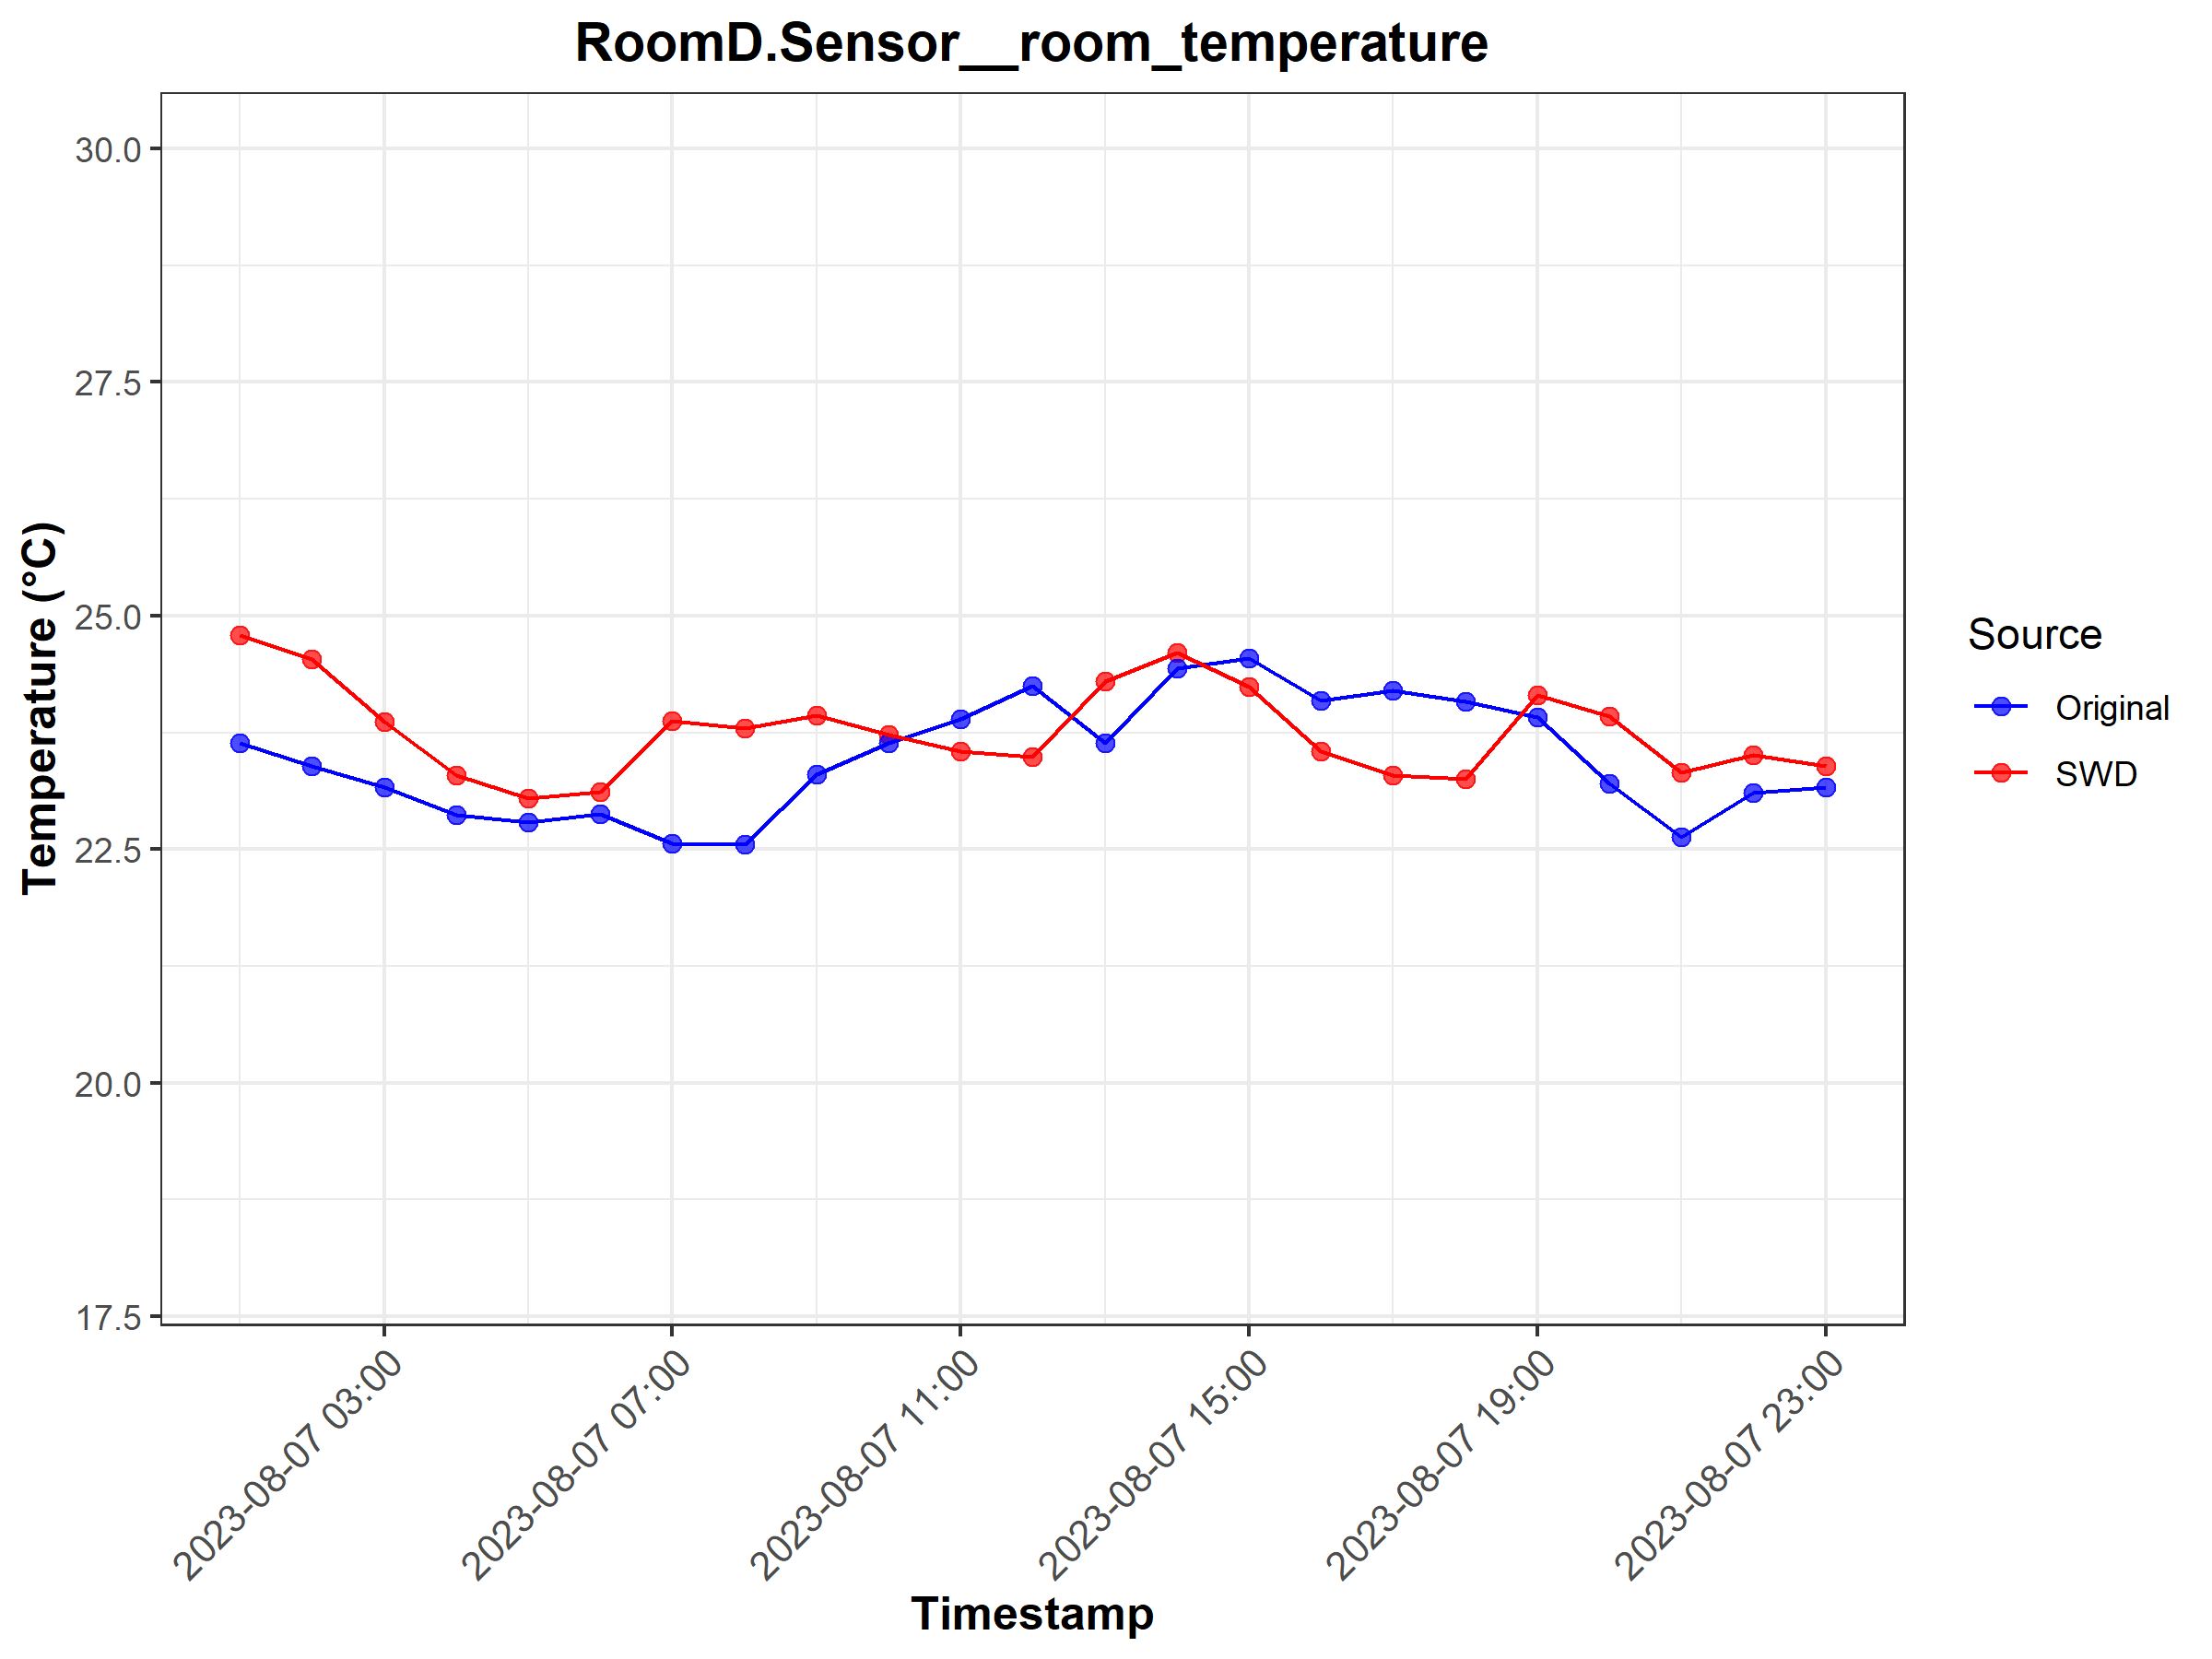 RoomD.Sensor__room_temperature
Temperature (°C)
30.0
27.5
25.0
22.5
20.0
17.5
2023-08-07 03:00
2023-08-07 07:00
2023-08-07 11:00
2023-08-07 15:00
2023-08-07 19:00
2023-08-07 23:00
Timestamp
Source
Original
SWD